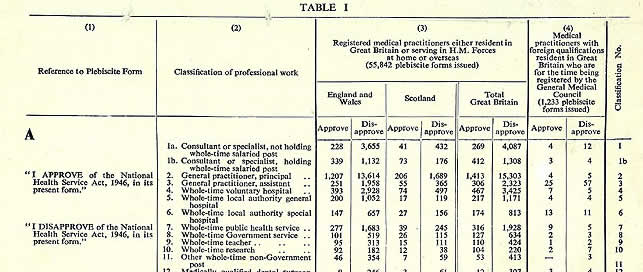 TABLE I
(1) (2) (3) (4)
Reference to Plebiscite Form
Classification of professional work
Registered medical practitioners either resident in
Great Britain or serving in H.M. Forces
at home or overseas
(55,842 plebiscite forms issued)
Medical
practitioners with
foreign qualifications
resident in Great
Britain who are
for the time being
registered by the
General Medical
Council
(1,233 plebiscite
forms issued)
Classification No.
England and
Wales
Scotland
Total
Great Britain
Approve Dis-approve Approve Dis-approve Approve Dis-approve Approve Dis-approve
A
1a. Consultant or specialist, not holding
whole-time salaried post 228 3,655 41 432 269 4,087 4 12 1
1b. Consultant or specialist, holding
whole-time salaried post 339 1,132 73 176 412 1,308 3 4 1b
"I APPROVE of the National
Health Service Act, 1946, in its
present form."
2. General practitioner, principal .. 1,207 13,614 206 1,689 1,413 15,303 4 5 2
3. General practitioner, assistant .. 251 1,958 55 365 306 2,323 25 57 3
4. Whole-time voluntary hospital .. 393 2,928 74 497 467 3,425 7 5 4
5. Whole-time local authority general
hospital 200 1,052 17 119 217 1,171 4 4 5
6. Whole-time local authority special
hospital 147 657 27 156 174 813 13 11 6
"I DISAPPROVE of the National
Health Service Act, 1946, in its
present form."
7. Whole-time public health service .. 277 1,683 39 245 316 1,928 9 5 7
8. Whole-time Government service .. 101 519 26 115 127 634 2 3 8
9. Whole-time teacher .. .. .. 95 313 15 111 110 424 1 2 9
10. Whole-time research .. .. 92 182 12 38 104 220 2 7 10
11. Other whole-time non-Government
post 46 354 7 59 53 413 — 3 11